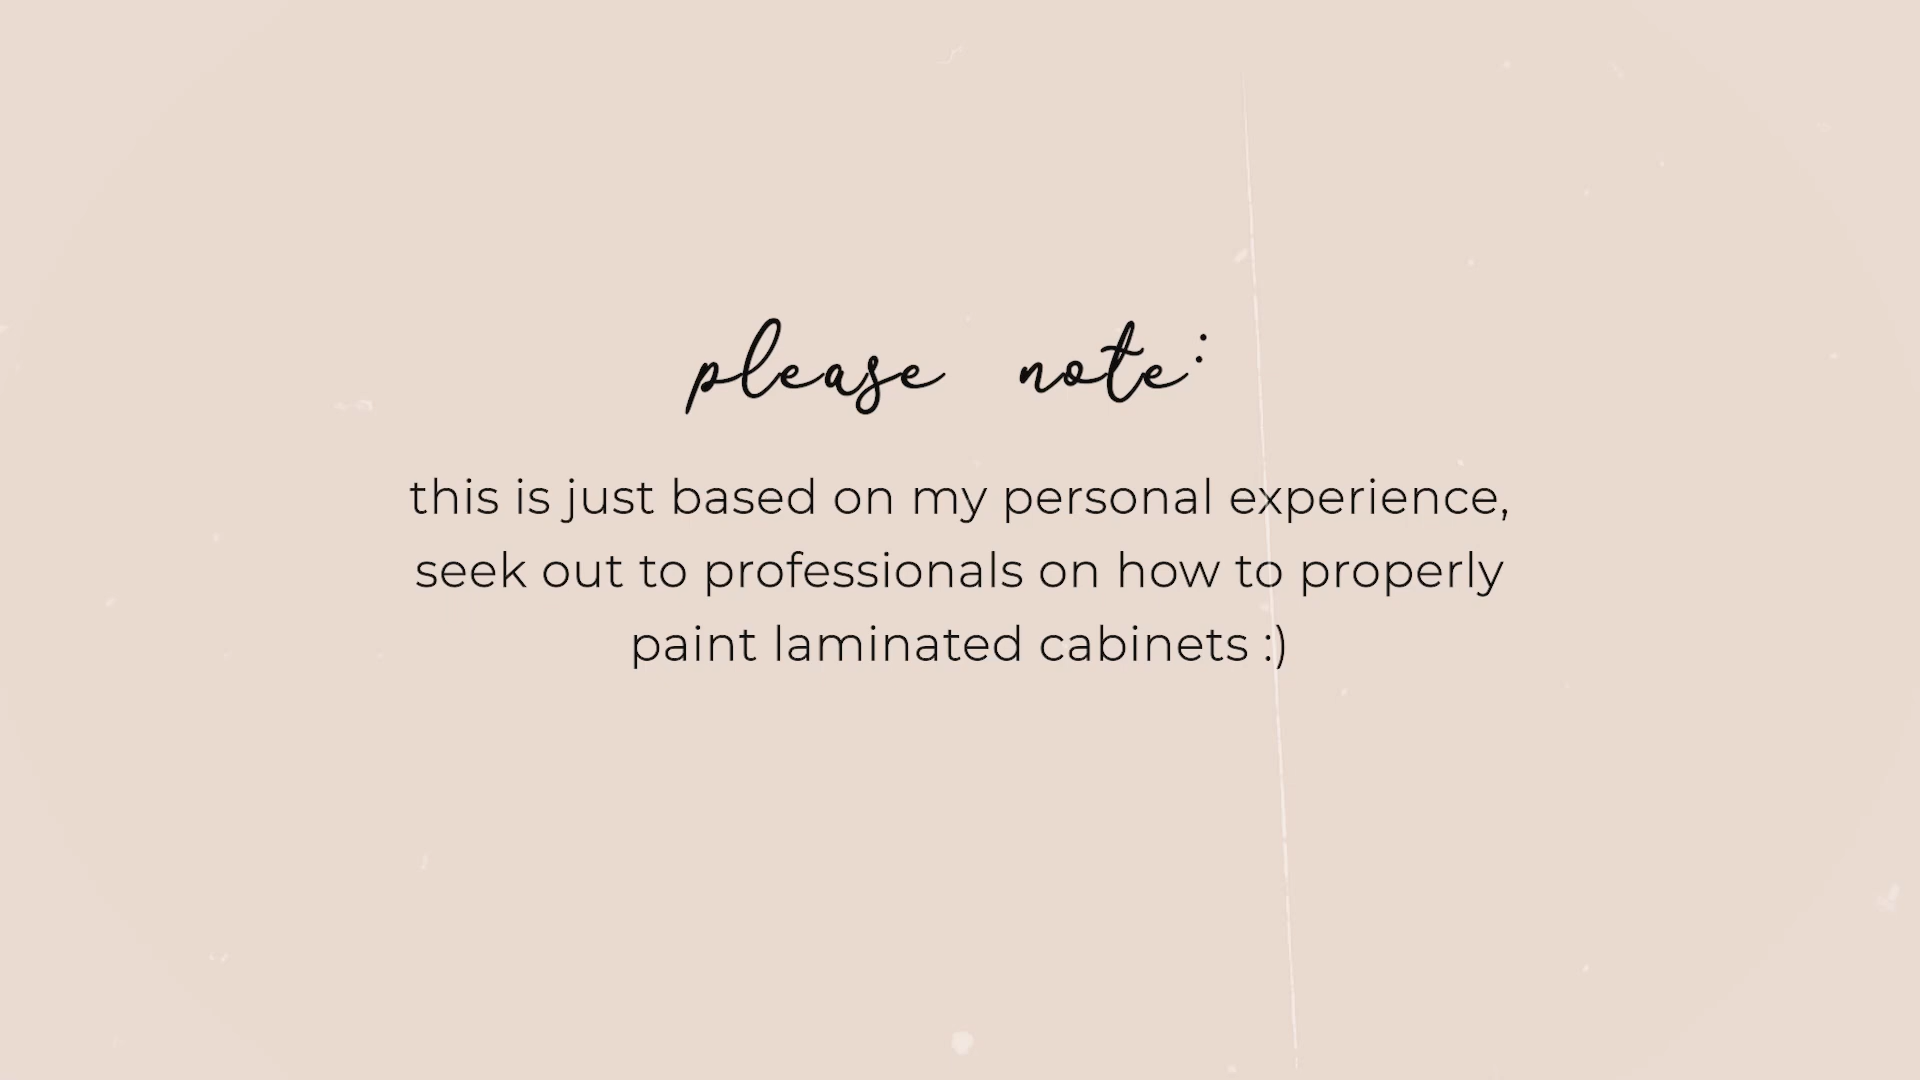 please note:
this is just based on my personal experience,
seek out to professionals on how to properly
paint laminated cabinets :)